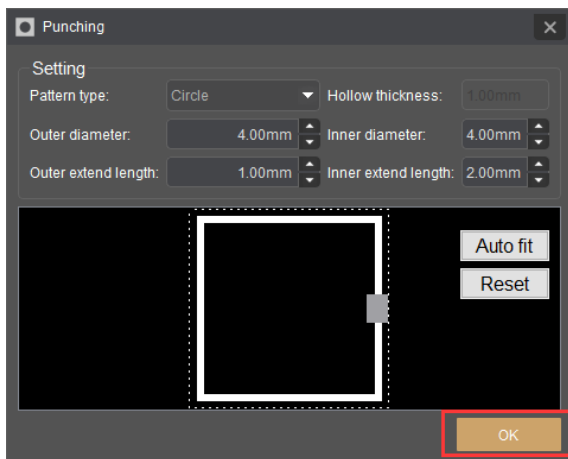 Punching
Setting
Pattern type: Circle Hollow thickness: 1.00mm
Outer diameter: 4.00mm Inner diameter: 4.00mm
Outer extend length: 1.00mm Inner extend length: 2.00mm
Auto fit
Reset
OK